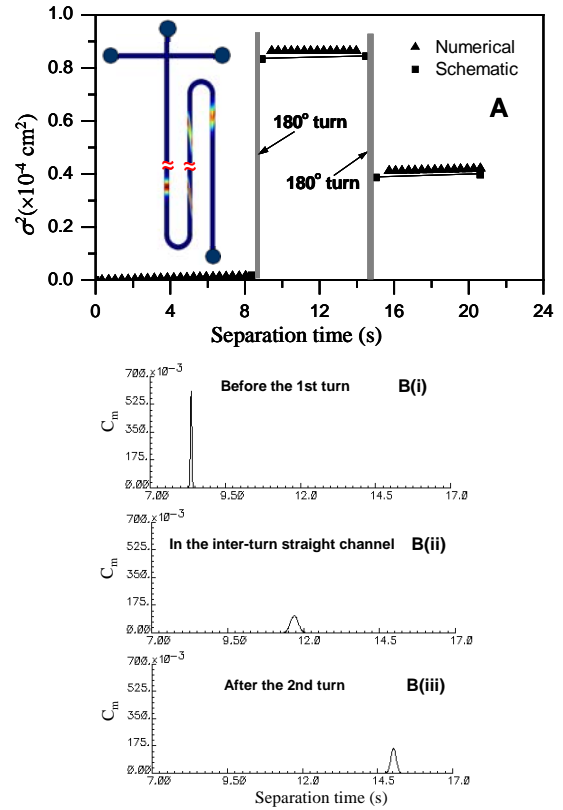 1.0
0.8
0.6
0.4
0.2
0.0
σ²(×10⁻⁴ cm²)
▲ Numerical
■ Schematic
A
180° turn
180° turn
≈ ≈
0 4 8 12 16 20 24
Separation time (s)
700.×10⁻³
525.
350.
175.
0.00
Cm
Before the 1st turn B(i)
7.00 9.50 12.0 14.5 17.0
700.×10⁻³
525.
350.
175.
0.00
Cm
In the inter-turn straight channel B(ii)
7.00 9.50 12.0 14.5 17.0
700.×10⁻³
525.
350.
175.
0.00
Cm
After the 2nd turn B(iii)
7.00 9.50 12.0 14.5 17.0
Separation time (s)